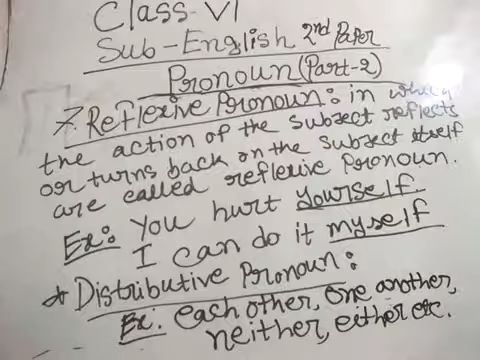 Class-VI
Sub-English 2nd Paper
Pronoun (Part-2)
7. Reflexive Pronoun: in which
the action of the subject reflects
or turns back on the subject itself
are called reflexive Pronoun.
Ex: You hurt yourself.
I can do it myself
* Distributive Pronoun:
Ex: each other, one another,
neither, either etc.